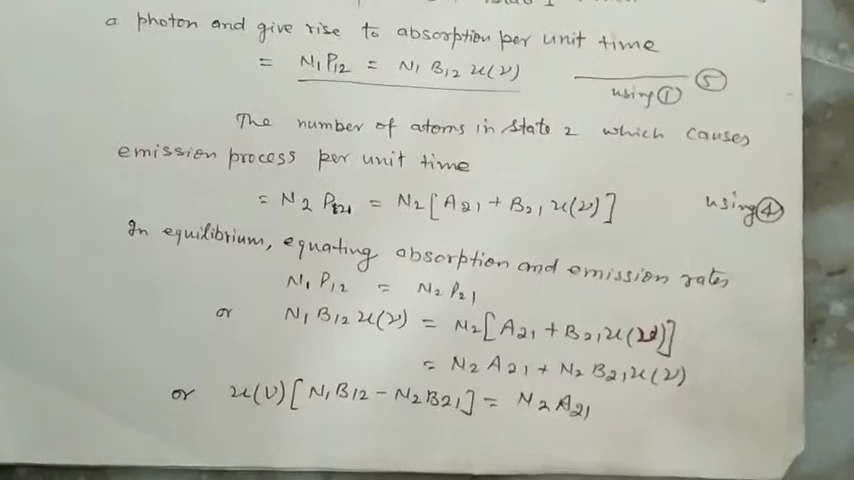 a photon and give rise to absorption per unit time
= N₁P₁₂ = N₁ B₁₂ u(ν) ⑤
using ①
The number of atoms in state 2 which causes
emission process per unit time
= N₂ P₂₁ = N₂[A₂₁ + B₂₁ u(ν)] using ④
In equilibrium, equating absorption and emission rates
N₁ P₁₂ = N₂ P₂₁
or N₁ B₁₂ u(ν) = N₂[A₂₁ + B₂₁ u(ν)]
= N₂ A₂₁ + N₂ B₂₁ u(ν)
or u(ν) [N₁ B₁₂ - N₂ B₂₁] = N₂ A₂₁